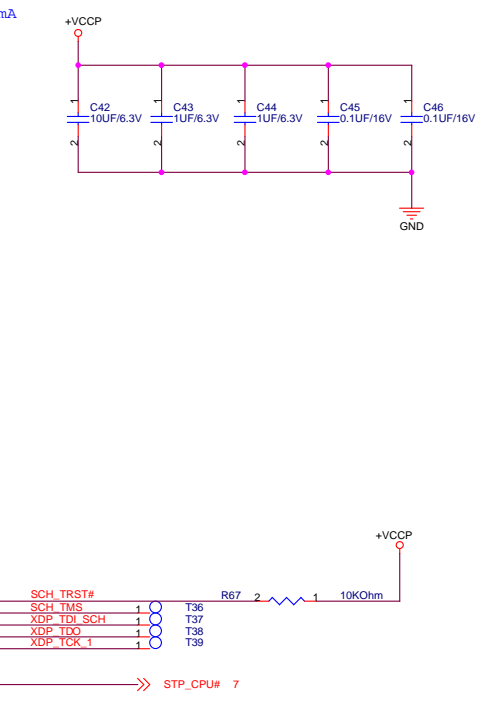 mA
+VCCP
1 1 1 1 1
C42 C43 C44 C45 C46
10UF/6.3V 1UF/6.3V 1UF/6.3V 0.1UF/16V 0.1UF/16V
2 2 2 2 2
GND
+VCCP
SCH_TRST# R67 2 1 10KOhm
SCH_TMS 1 T36
XDP_TDI_SCH 1 T37
XDP_TDO 1 T38
XDP_TCK_1 1 T39
STP_CPU# 7